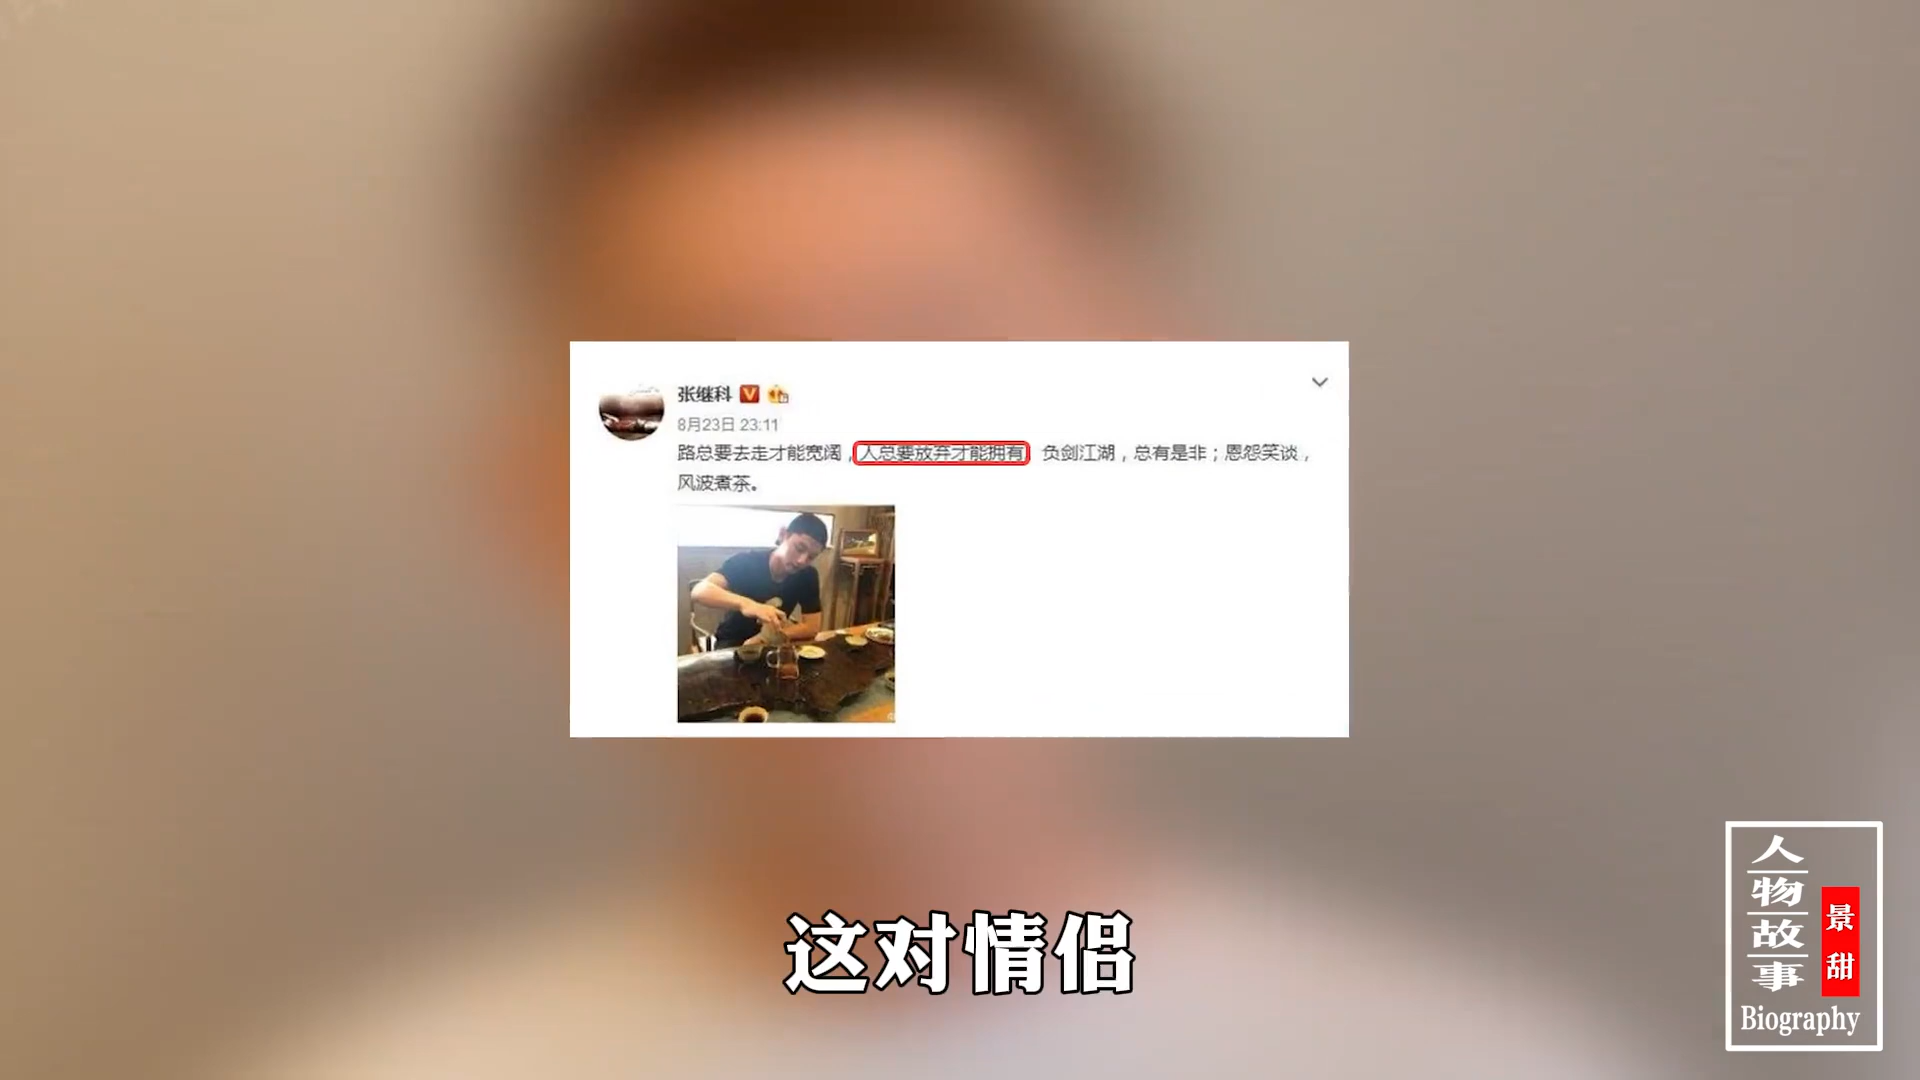 张继科
8月23日 23:11
路总要去走才能宽阔，人总要放弃才能拥有 负剑江湖，总有是非；恩怨笑谈，
风波煮茶。
这对情侣
人物故事
景甜
Biography